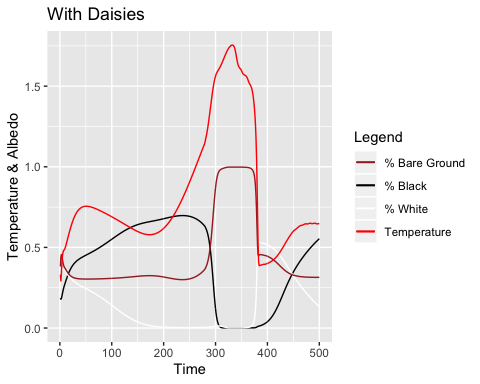 With Daisies
Temperature & Albedo
1.5
1.0
0.5
0.0
0
100
200
300
400
500
Time
Legend
% Bare Ground
% Black
% White
Temperature